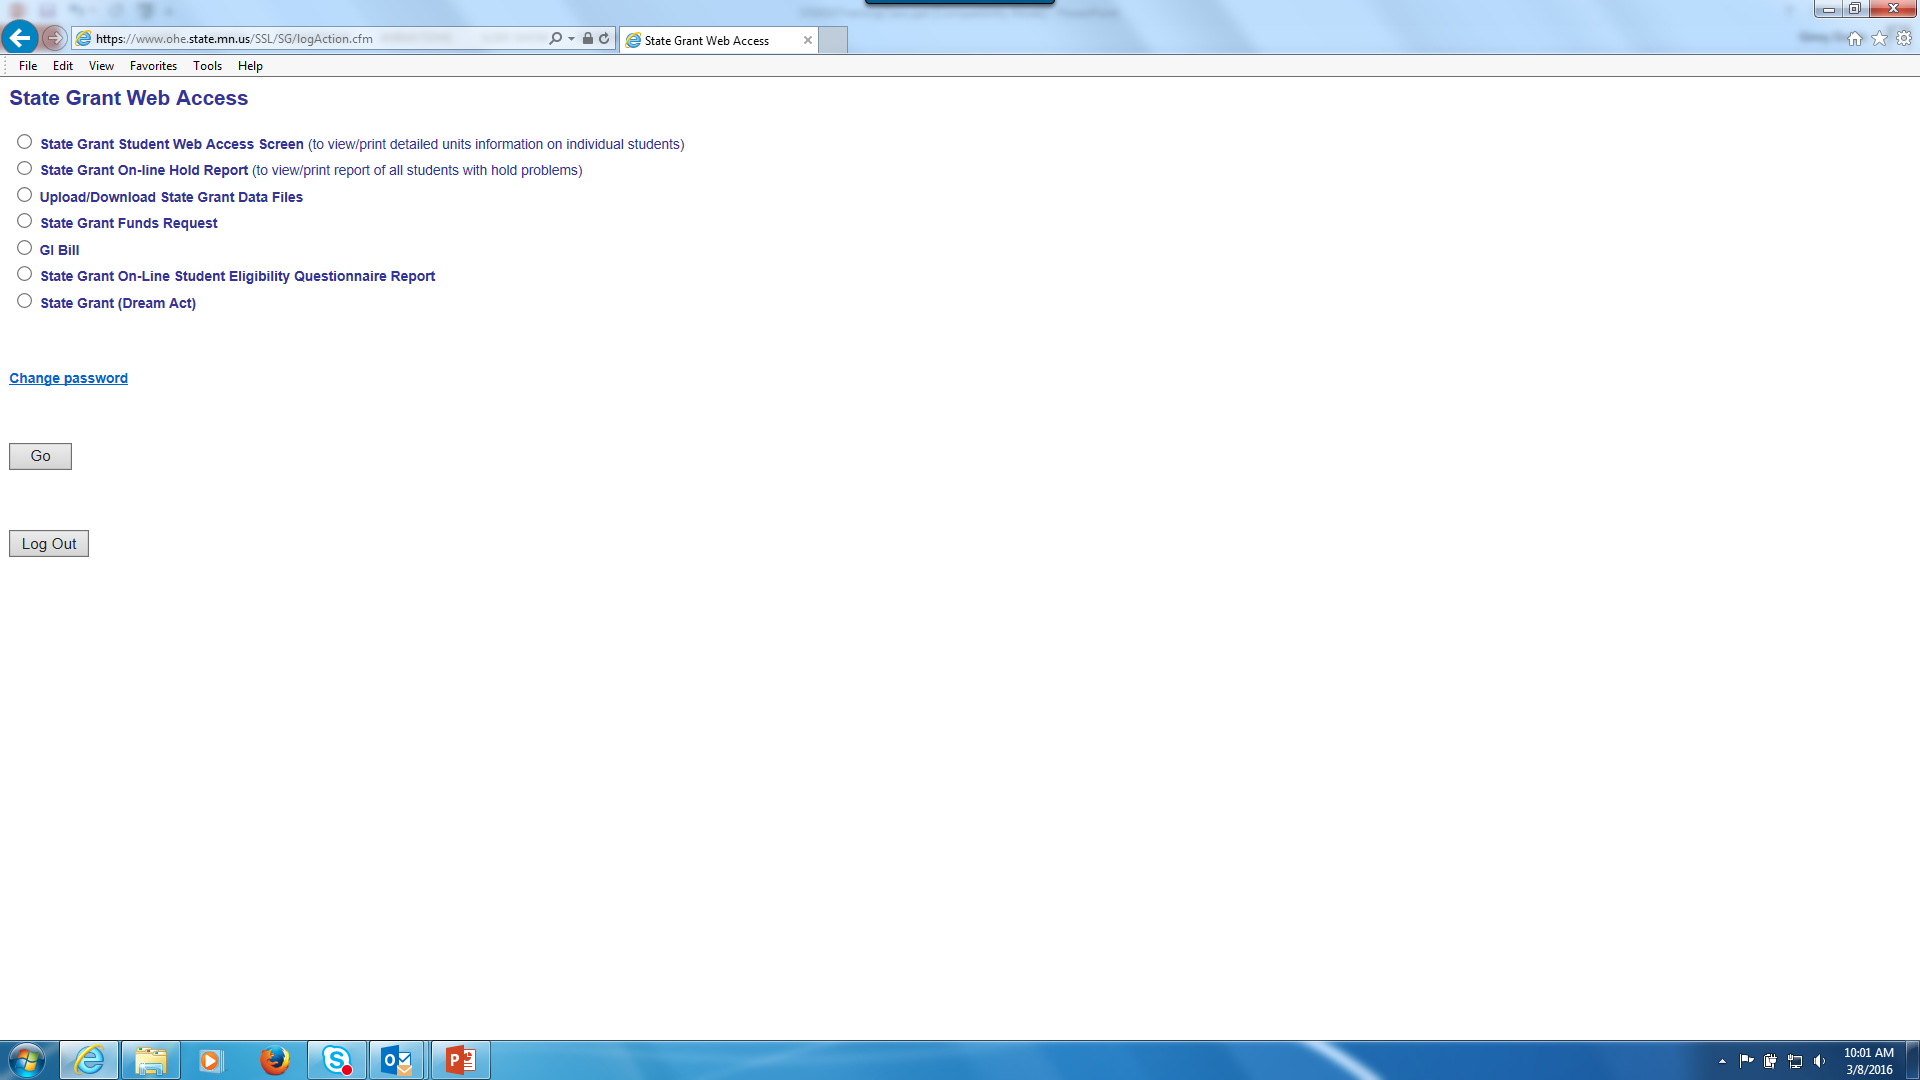 https://www.ohe.state.mn.us/SSL/SG/logAction.cfm
State Grant Web Access
File Edit View Favorites Tools Help
State Grant Web Access
State Grant Student Web Access Screen (to view/print detailed units information on individual students)
State Grant On-line Hold Report (to view/print report of all students with hold problems)
Upload/Download State Grant Data Files
State Grant Funds Request
GI Bill
State Grant On-Line Student Eligibility Questionnaire Report
State Grant (Dream Act)
Change password
Go
Log Out
10:01 AM
3/8/2016